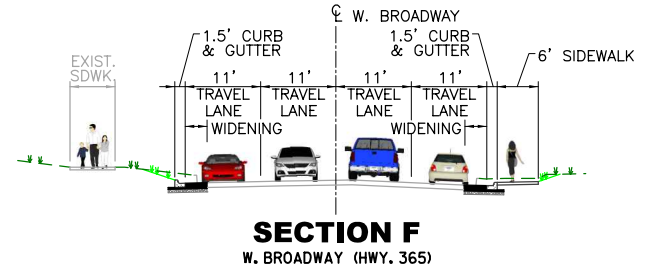 ℄ W. BROADWAY
1.5' CURB
& GUTTER
1.5' CURB
& GUTTER
EXIST.
SDWK.
6' SIDEWALK
11'
TRAVEL
LANE
11'
TRAVEL
LANE
11'
TRAVEL
LANE
11'
TRAVEL
LANE
WIDENING
WIDENING
SECTION F
W. BROADWAY (HWY. 365)